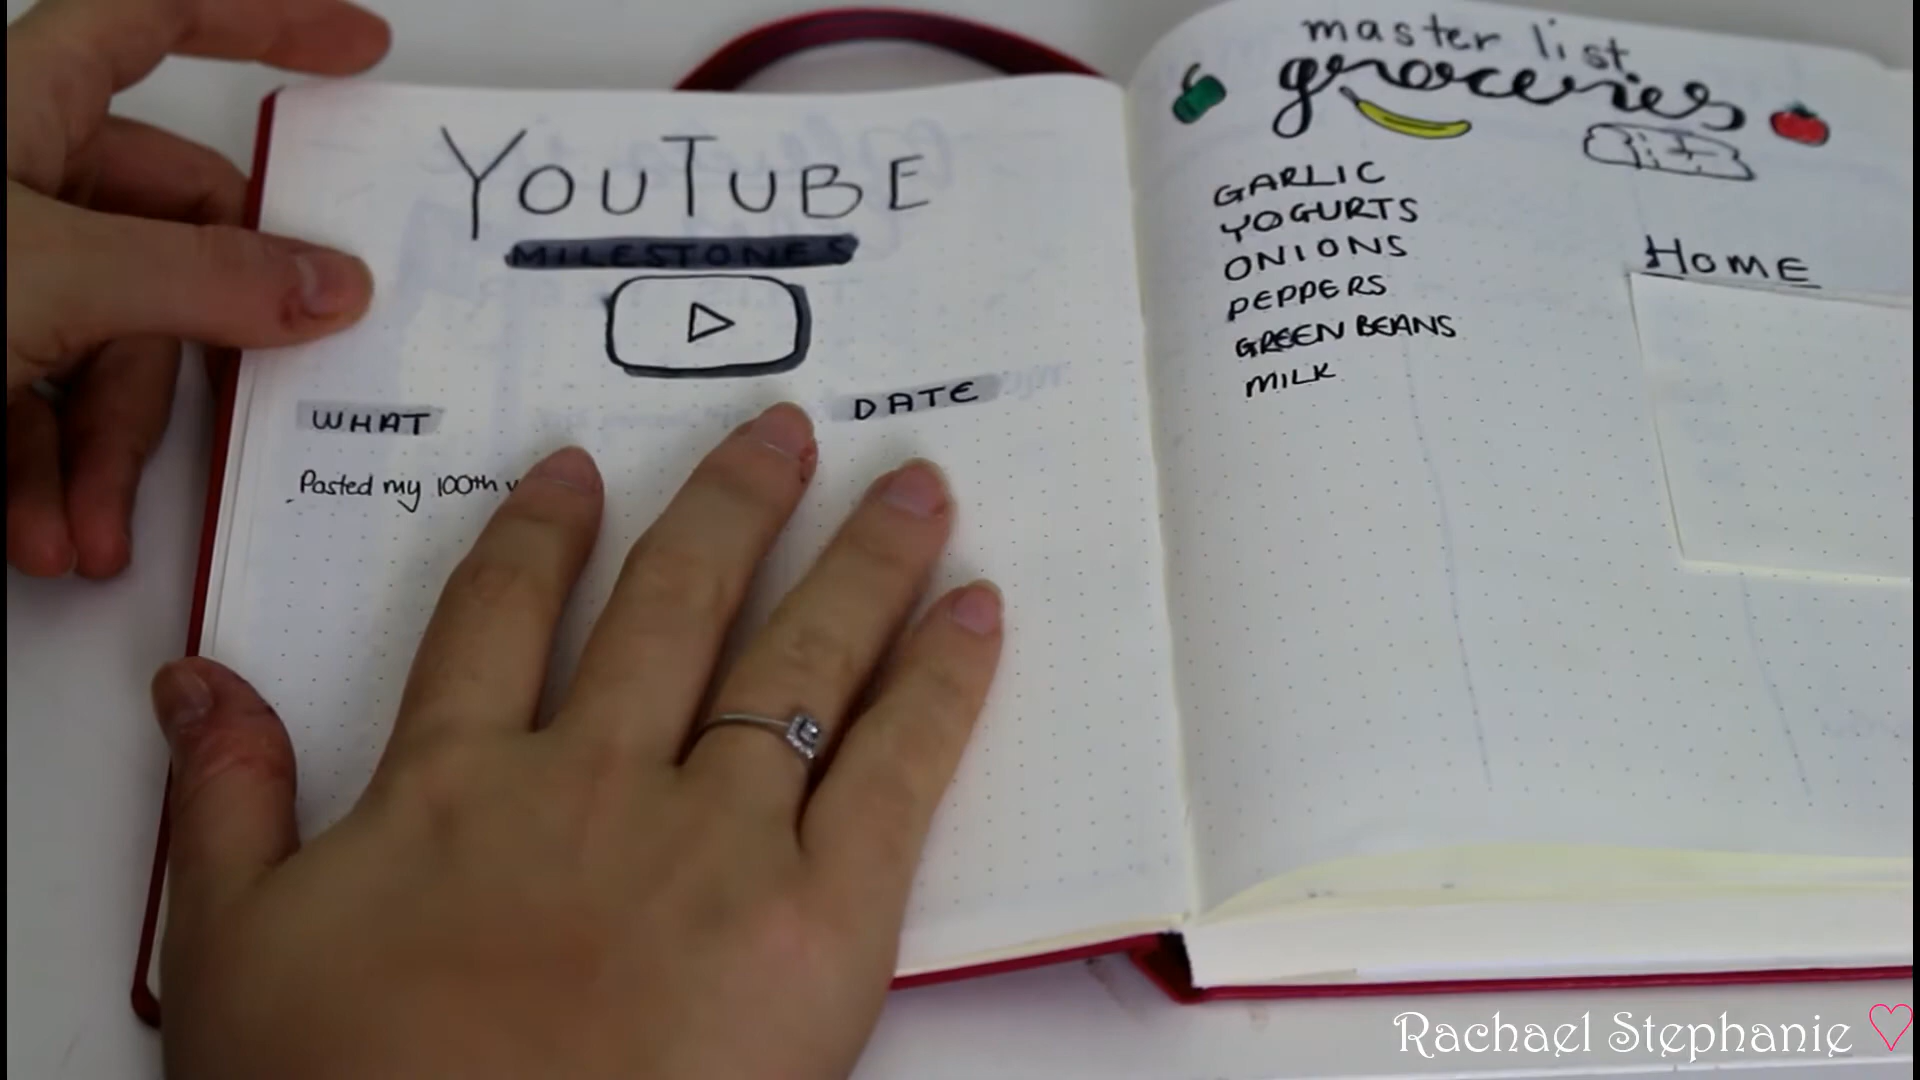 YOUTUBE
MILESTONES
WHAT
DATE
Posted my 100th
master list
groceries
GARLIC
YOGURTS
ONIONS
PEPPERS
GREEN BEANS
MILK
HOME
Rachael Stephanie